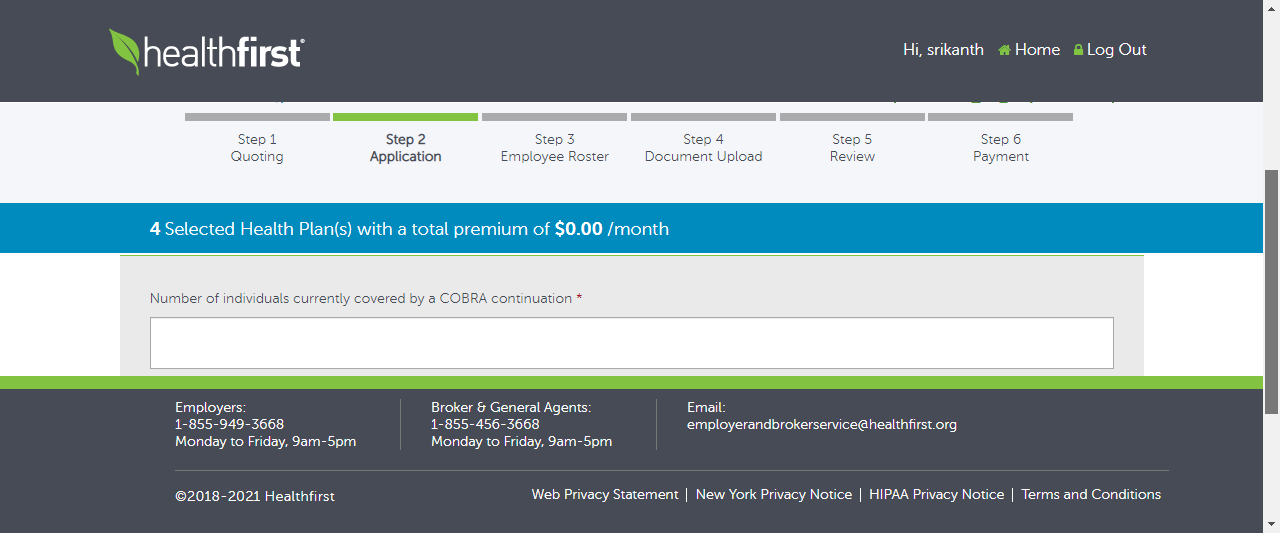 healthfirst®
Hi, srikanth Home Log Out
Step 1 Step 2 Step 3 Step 4 Step 5 Step 6
Quoting Application Employee Roster Document Upload Review Payment
4 Selected Health Plan(s) with a total premium of $0.00 /month
Number of individuals currently covered by a COBRA continuation *
Employers: Broker & General Agents: Email:
1-855-949-3668 1-855-456-3668 employerandbrokerservice@healthfirst.org
Monday to Friday, 9am-5pm Monday to Friday, 9am-5pm
©2018-2021 Healthfirst Web Privacy Statement | New York Privacy Notice | HIPAA Privacy Notice | Terms and Conditions